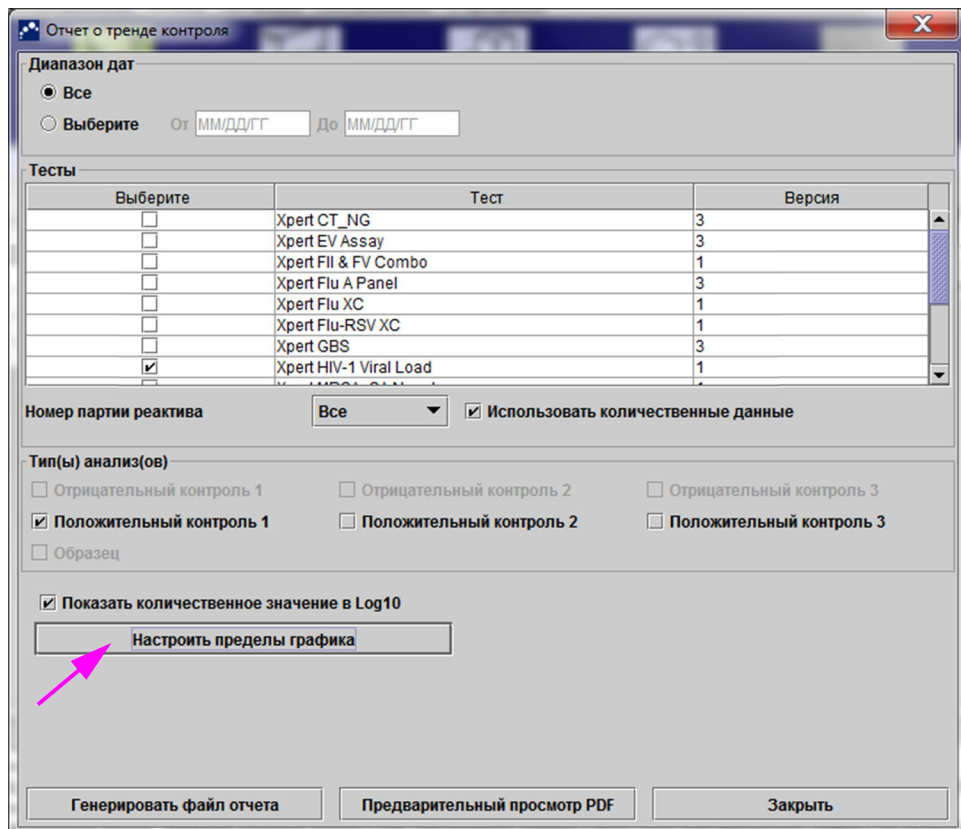 Отчет о тренде контроля
Диапазон дат
Все
Выберите От ММ/ДД/ГГ До ММ/ДД/ГГ
Тесты
Выберите Тест Версия
Xpert CT_NG 3
Xpert EV Assay 3
Xpert FII & FV Combo 1
Xpert Flu A Panel 3
Xpert Flu XC 1
Xpert Flu-RSV XC 1
Xpert GBS 3
Xpert HIV-1 Viral Load 1
Номер партии реактива Все Использовать количественные данные
Тип(ы) анализ(ов)
Отрицательный контроль 1 Отрицательный контроль 2 Отрицательный контроль 3
Положительный контроль 1 Положительный контроль 2 Положительный контроль 3
Образец
Показать количественное значение в Log10
Настроить пределы графика
Генерировать файл отчета Предварительный просмотр PDF Закрыть